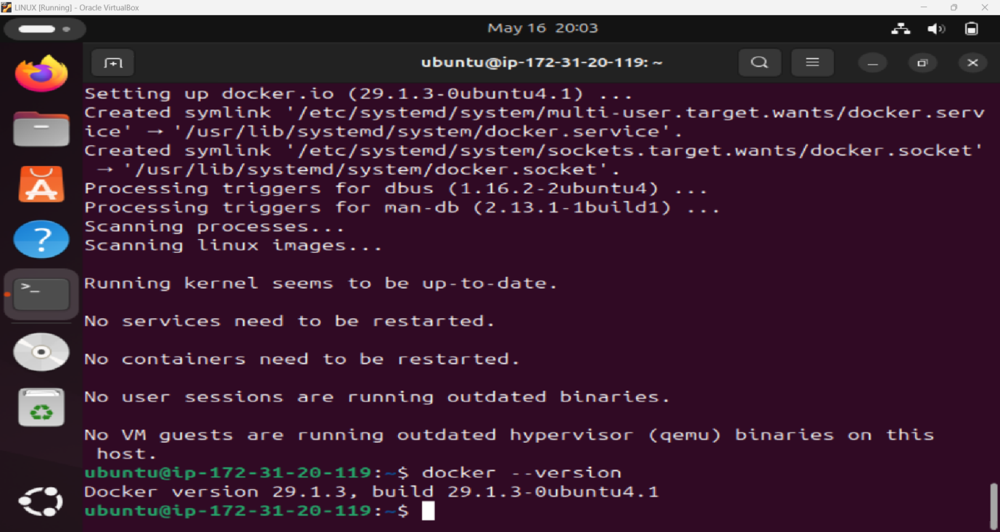 LINUX [Running] - Oracle VirtualBox
May 16 20:03
ubuntu@ip-172-31-20-119: ~
Setting up docker.io (29.1.3-0ubuntu4.1) ...
Created symlink '/etc/systemd/system/multi-user.target.wants/docker.serv
ice' → '/usr/lib/systemd/system/docker.service'.
Created symlink '/etc/systemd/system/sockets.target.wants/docker.socket'
 → '/usr/lib/systemd/system/docker.socket'.
Processing triggers for dbus (1.16.2-2ubuntu4) ...
Processing triggers for man-db (2.13.1-1build1) ...
Scanning processes...
Scanning linux images...
Running kernel seems to be up-to-date.
No services need to be restarted.
No containers need to be restarted.
No user sessions are running outdated binaries.
No VM guests are running outdated hypervisor (qemu) binaries on this
 host.
ubuntu@ip-172-31-20-119:~$ docker --version
Docker version 29.1.3, build 29.1.3-0ubuntu4.1
ubuntu@ip-172-31-20-119:~$